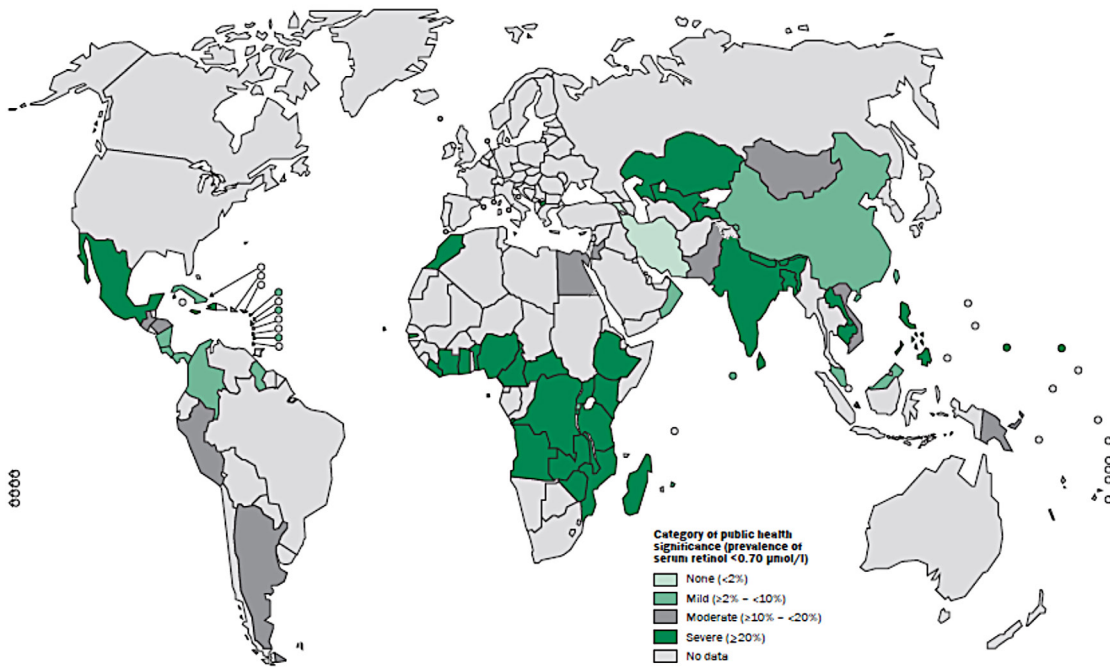 Category of public health
significance (prevalence of
serum retinol <0.70 µmol/l)
None (<2%)
Mild (≥2% – <10%)
Moderate (≥10% – <20%)
Severe (≥20%)
No data